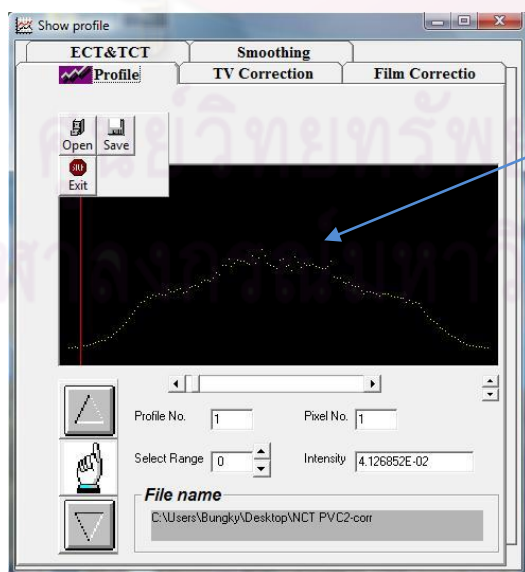 Show profile
ECT&TCT Smoothing
Profile TV Correction Film Correctio
Open Save
Exit
Profile No. 1 Pixel No. 1
Select Range 0 Intensity 4.126852E-02
File name
C:\Users\Bungky\Desktop\NCT PVC2-corr